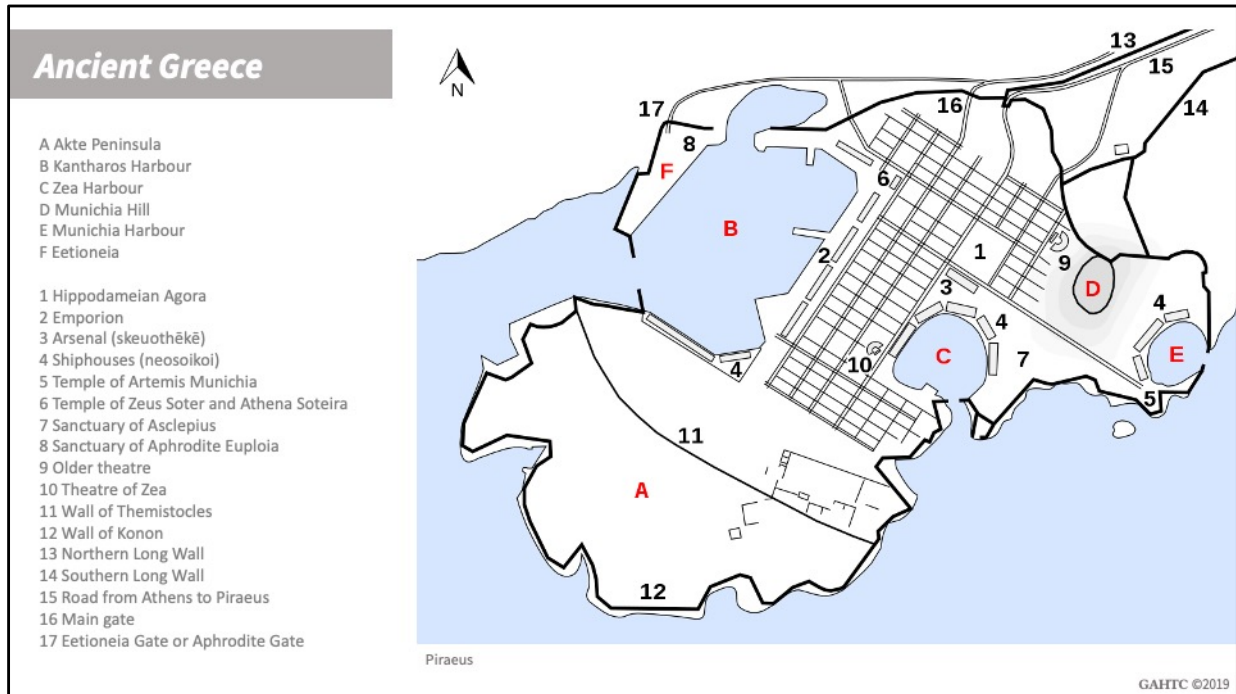 Ancient Greece
A Akte Peninsula
B Kantharos Harbour
C Zea Harbour
D Munichia Hill
E Munichia Harbour
F Eetioneia
1 Hippodameian Agora
2 Emporion
3 Arsenal (skeuothēkē)
4 Shiphouses (neosoikoi)
5 Temple of Artemis Munichia
6 Temple of Zeus Soter and Athena Soteira
7 Sanctuary of Asclepius
8 Sanctuary of Aphrodite Euploia
9 Older theatre
10 Theatre of Zea
11 Wall of Themistocles
12 Wall of Konon
13 Northern Long Wall
14 Southern Long Wall
15 Road from Athens to Piraeus
16 Main gate
17 Eetioneia Gate or Aphrodite Gate
N
13
15
17
16
14
8
F
6
B
1
9
2
3
D
4
4
C
7
E
10
4
5
11
A
12
Piraeus
GAHTC ©2019